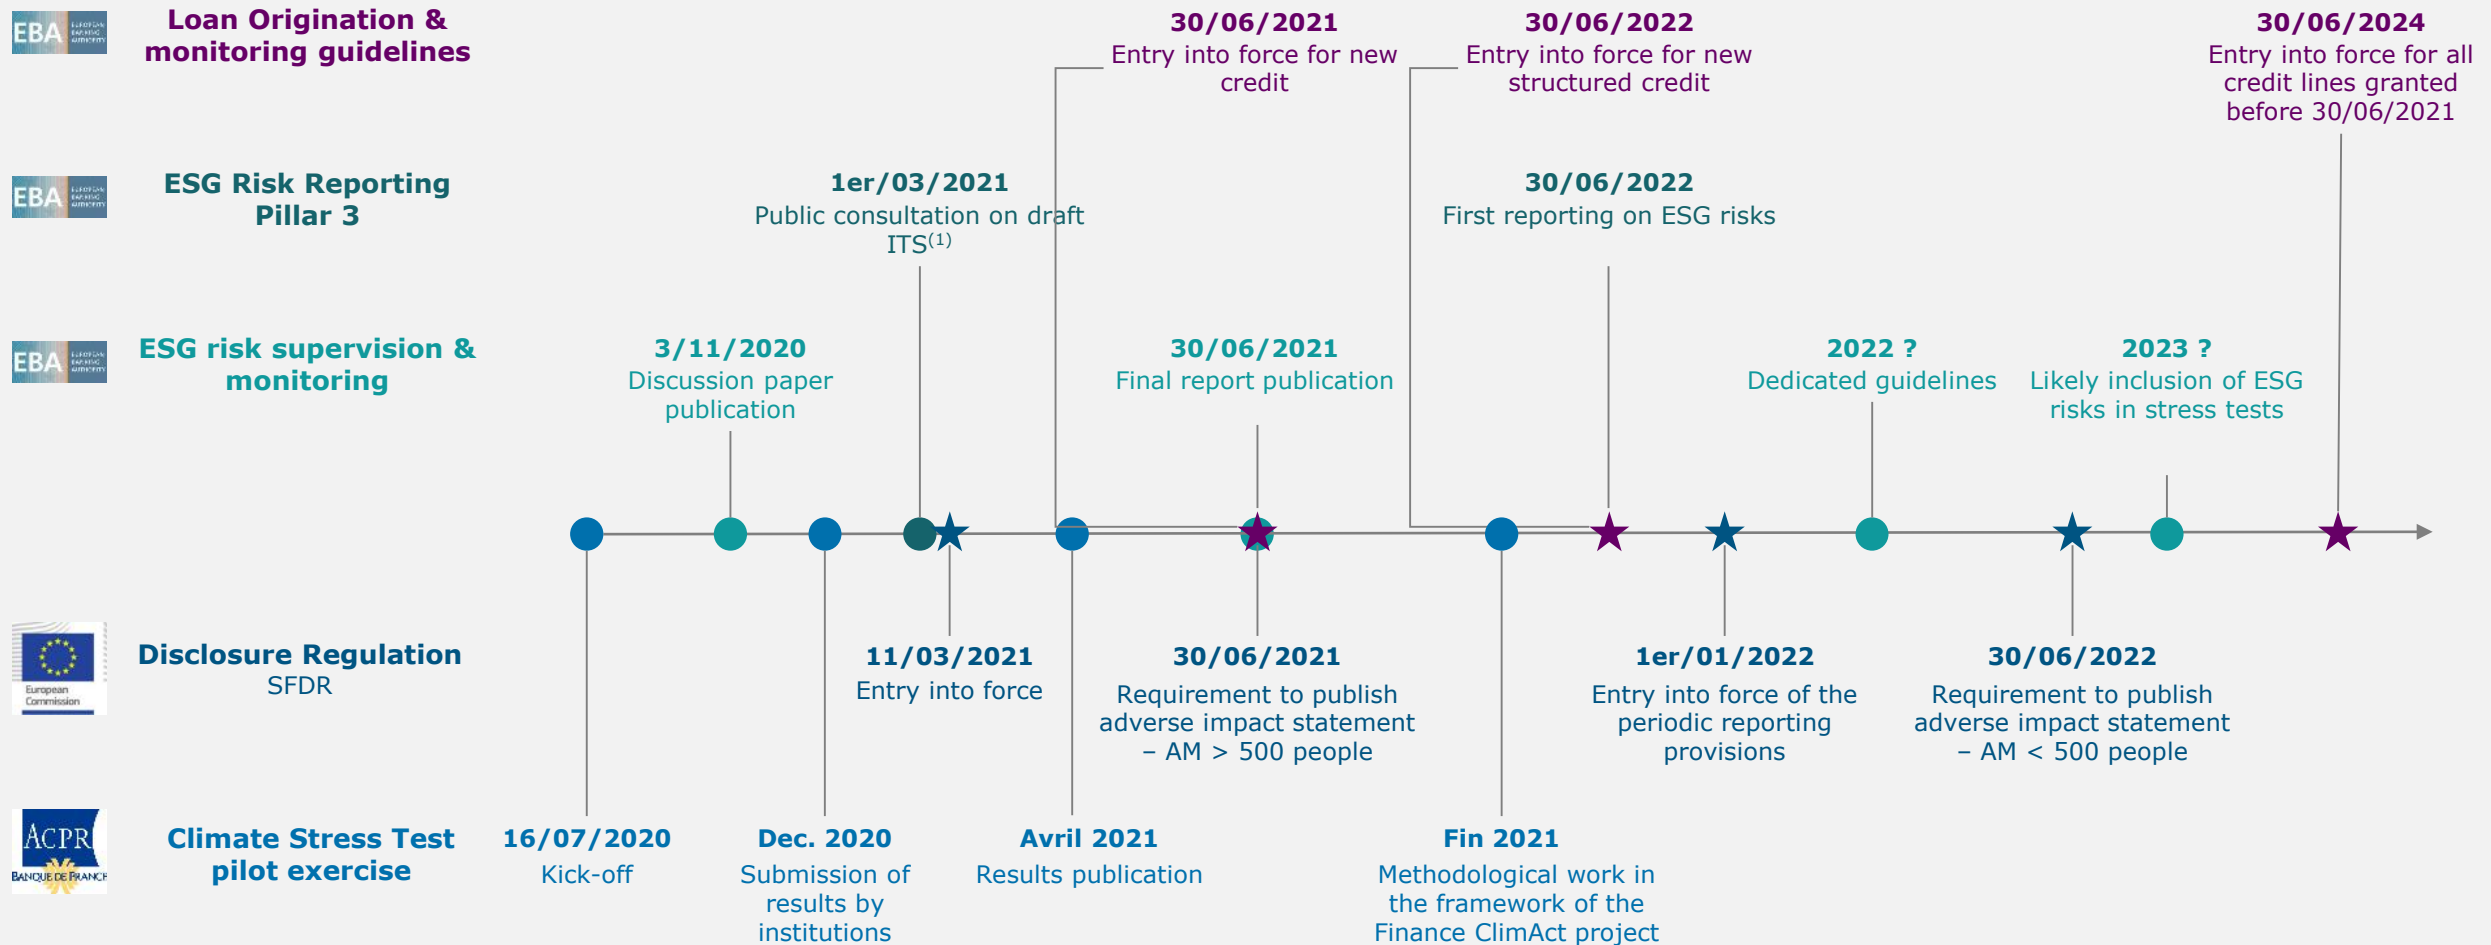 EBA EUROPEAN
BANKING
AUTHORITY
Loan Origination &
monitoring guidelines
30/06/2021
Entry into force for new
credit
30/06/2022
Entry into force for new
structured credit
30/06/2024
Entry into force for all
credit lines granted
before 30/06/2021
EBA EUROPEAN
BANKING
AUTHORITY
ESG Risk Reporting
Pillar 3
1er/03/2021
Public consultation on draft
ITS(1)
30/06/2022
First reporting on ESG risks
EBA EUROPEAN
BANKING
AUTHORITY
ESG risk supervision &
monitoring
3/11/2020
Discussion paper
publication
30/06/2021
Final report publication
2022 ?
Dedicated guidelines
2023 ?
Likely inclusion of ESG
risks in stress tests
European
Commission
Disclosure Regulation
SFDR
11/03/2021
Entry into force
30/06/2021
Requirement to publish
adverse impact statement
– AM > 500 people
1er/01/2022
Entry into force of the
periodic reporting
provisions
30/06/2022
Requirement to publish
adverse impact statement
– AM < 500 people
ACPR
BANQUE DE FRANCE
Climate Stress Test
pilot exercise
16/07/2020
Kick-off
Dec. 2020
Submission of
results by
institutions
Avril 2021
Results publication
Fin 2021
Methodological work in
the framework of the
Finance ClimAct project